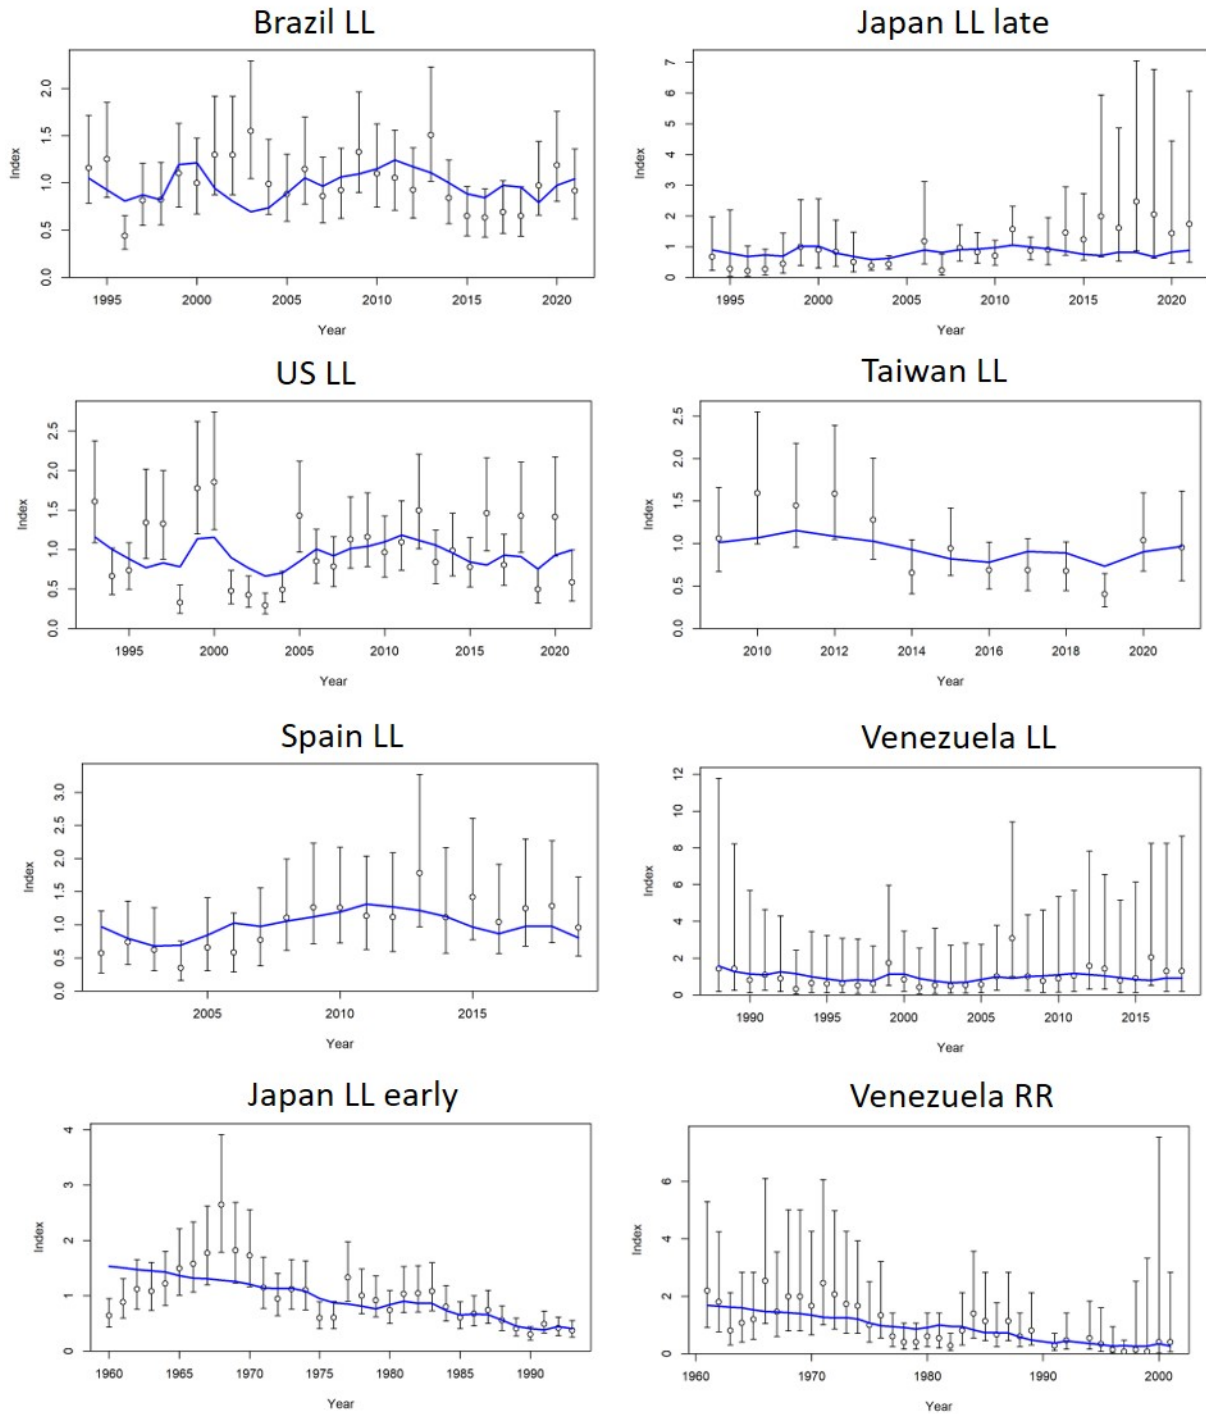 Brazil LL
Index
0.0 0.5 1.0 1.5 2.0
1995 2000 2005 2010 2015 2020
Year
Japan LL late
Index
0 1 2 3 4 5 6 7
1995 2000 2005 2010 2015 2020
Year
US LL
Index
0.0 0.5 1.0 1.5 2.0 2.5
1995 2000 2005 2010 2015 2020
Year
Taiwan LL
Index
0.0 0.5 1.0 1.5 2.0 2.5
2010 2012 2014 2016 2018 2020
Year
Spain LL
Index
0.0 0.5 1.0 1.5 2.0 2.5 3.0
2005 2010 2015
Year
Venezuela LL
Index
0 2 4 6 8 10 12
1990 1995 2000 2005 2010 2015
Year
Japan LL early
Index
0 1 2 3 4
1960 1965 1970 1975 1980 1985 1990
Year
Venezuela RR
Index
0 2 4 6
1960 1970 1980 1990 2000
Year